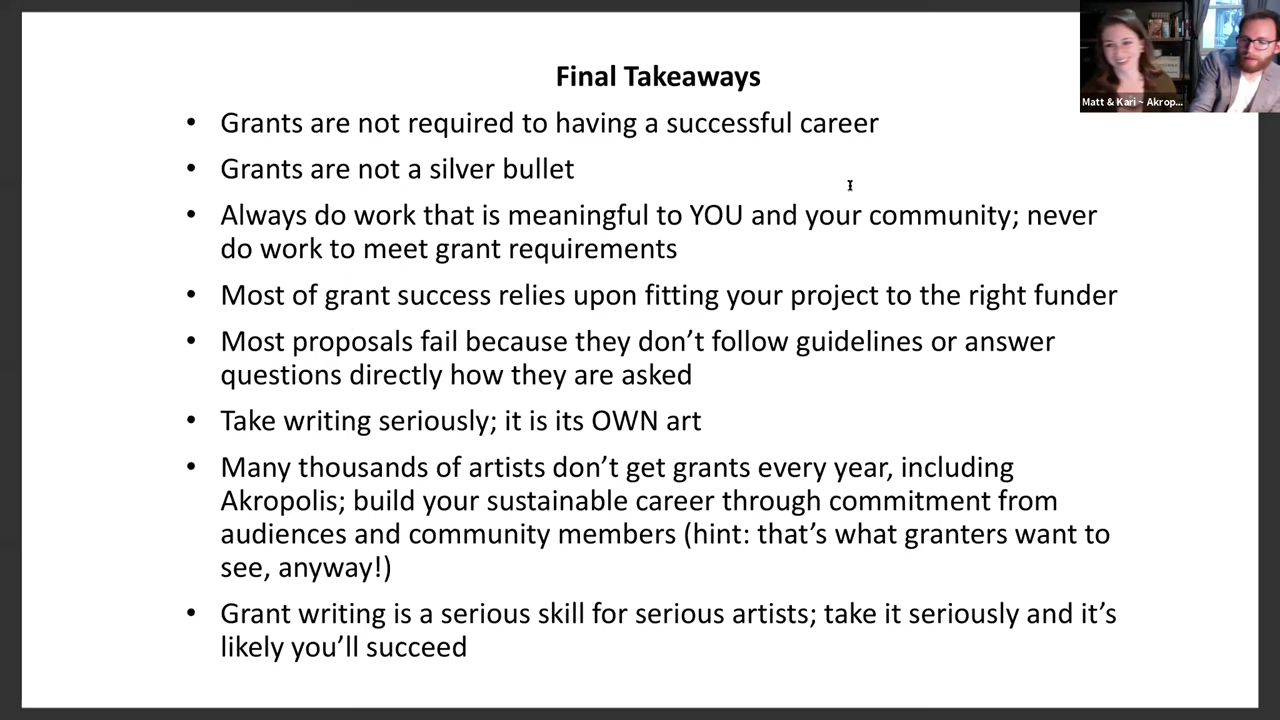 Final Takeaways
Matt & Kari ~ Akrop...
• Grants are not required to having a successful career
• Grants are not a silver bullet
• Always do work that is meaningful to YOU and your community; never
do work to meet grant requirements
• Most of grant success relies upon fitting your project to the right funder
• Most proposals fail because they don’t follow guidelines or answer
questions directly how they are asked
• Take writing seriously; it is its OWN art
• Many thousands of artists don’t get grants every year, including
Akropolis; build your sustainable career through commitment from
audiences and community members (hint: that’s what granters want to
see, anyway!)
• Grant writing is a serious skill for serious artists; take it seriously and it’s
likely you’ll succeed